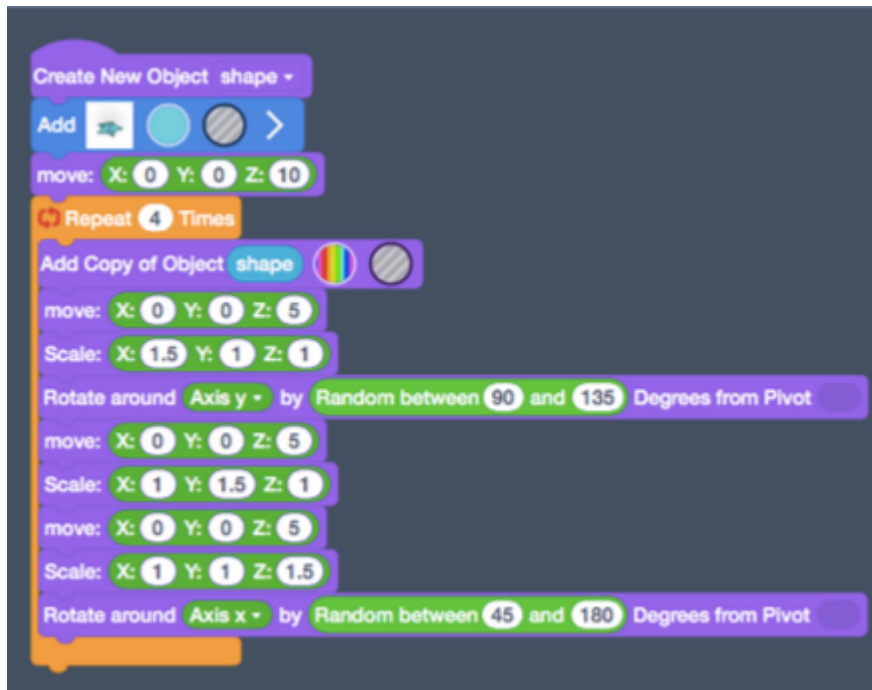 Create New Object shape
Add
move: X: 0 Y: 0 Z: 10
Repeat 4 Times
Add Copy of Object shape
move: X: 0 Y: 0 Z: 5
Scale: X: 1.5 Y: 1 Z: 1
Rotate around Axis y by Random between 90 and 135 Degrees from Pivot
move: X: 0 Y: 0 Z: 5
Scale: X: 1 Y: 1.5 Z: 1
move: X: 0 Y: 0 Z: 5
Scale: X: 1 Y: 1 Z: 1.5
Rotate around Axis x by Random between 45 and 180 Degrees from Pivot